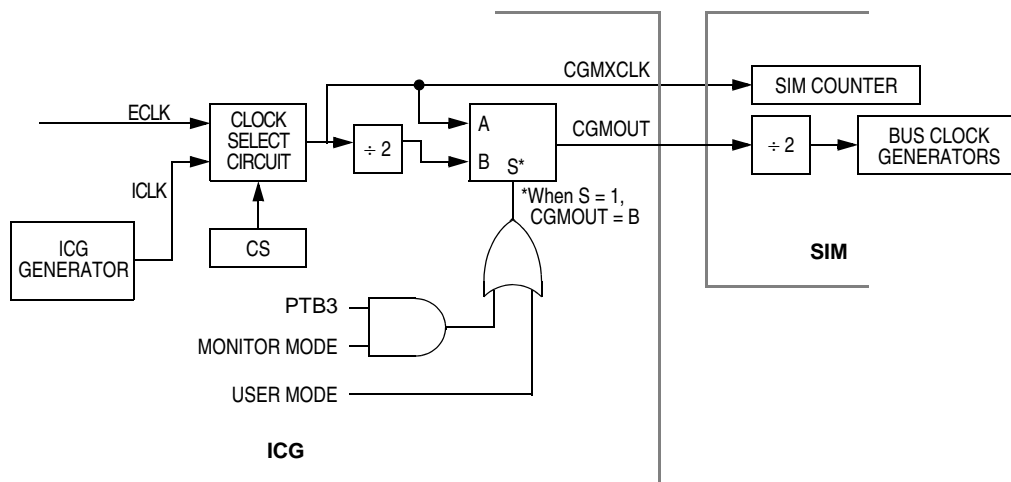 CGMXCLK
SIM COUNTER
ECLK
CLOCK
SELECT
CIRCUIT
A
CGMOUT
÷ 2
B
S*
÷ 2
BUS CLOCK
GENERATORS
ICLK
*When S = 1,
CGMOUT = B
ICG
GENERATOR
CS
SIM
PTB3
MONITOR MODE
USER MODE
ICG